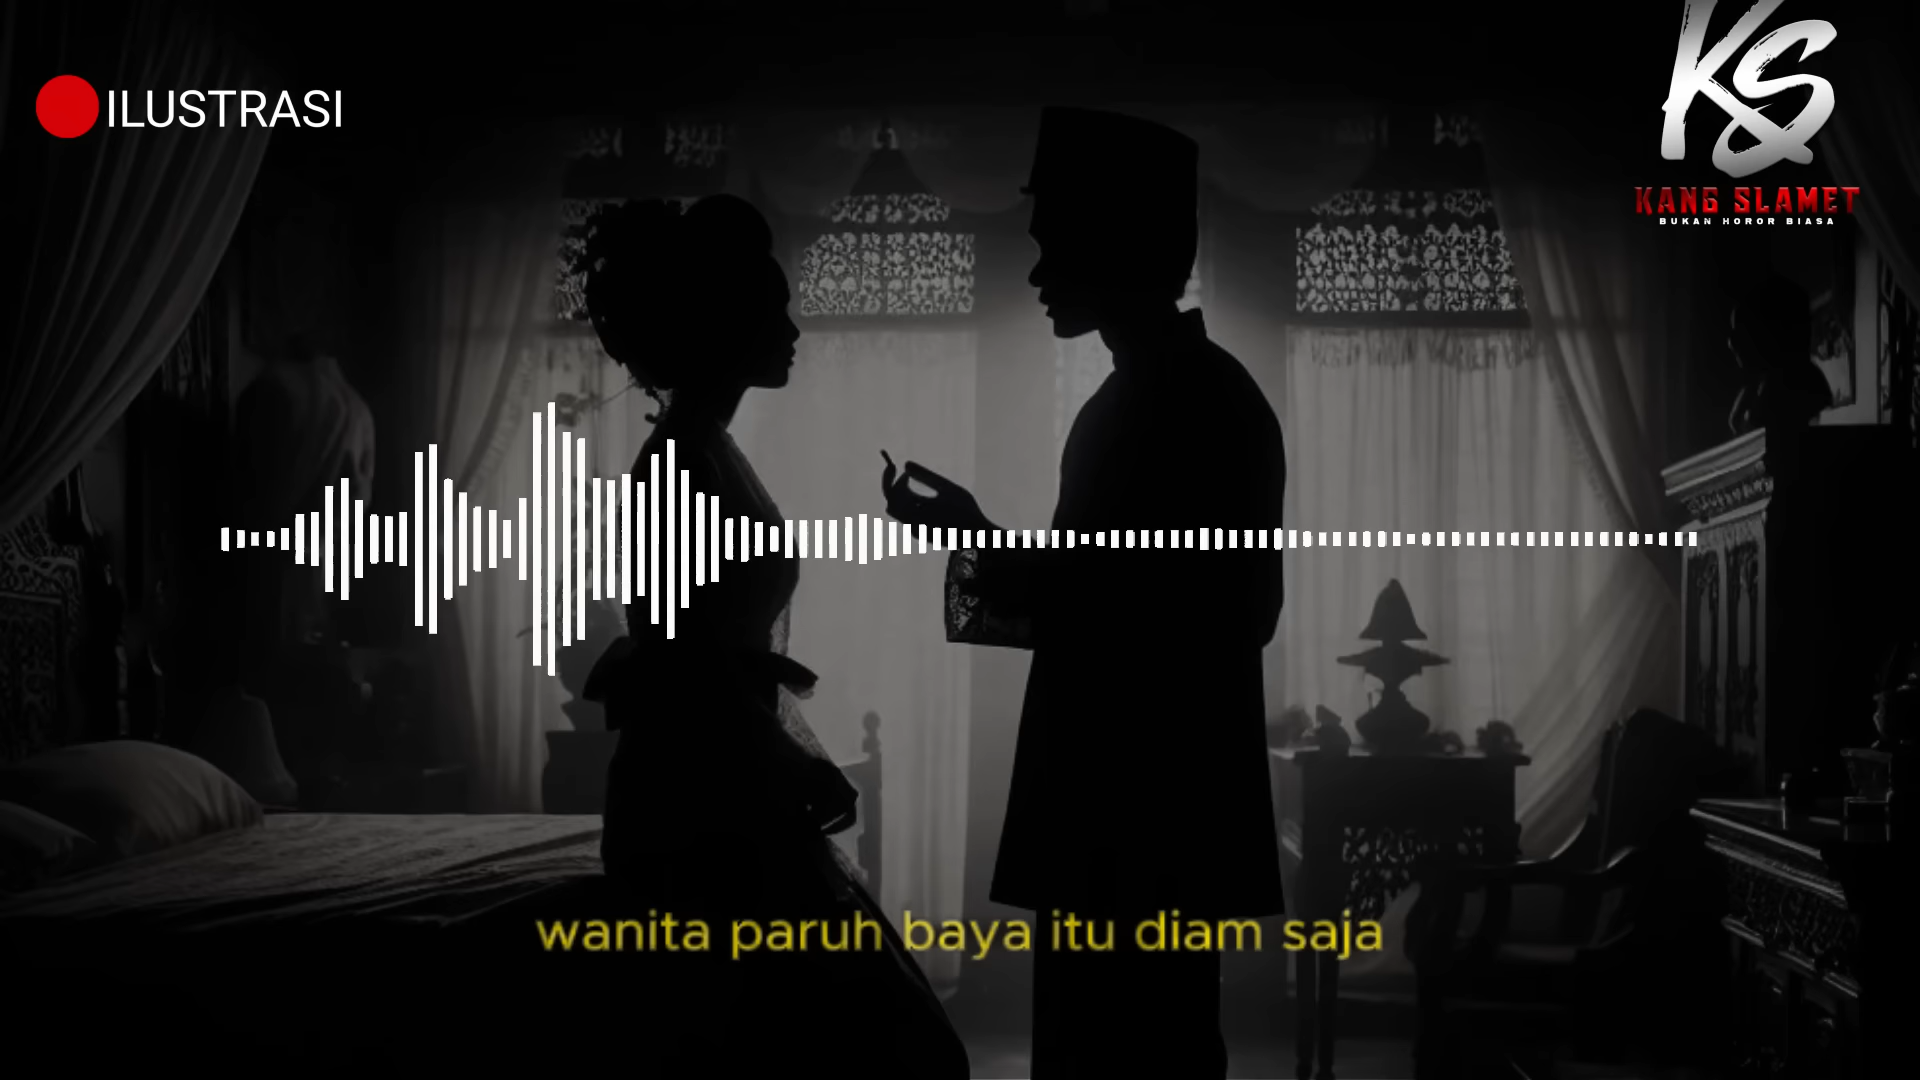 ILUSTRASI
KS
KANG SLAMET
BUKAN HOROR BIASA
wanita paruh baya itu diam saja